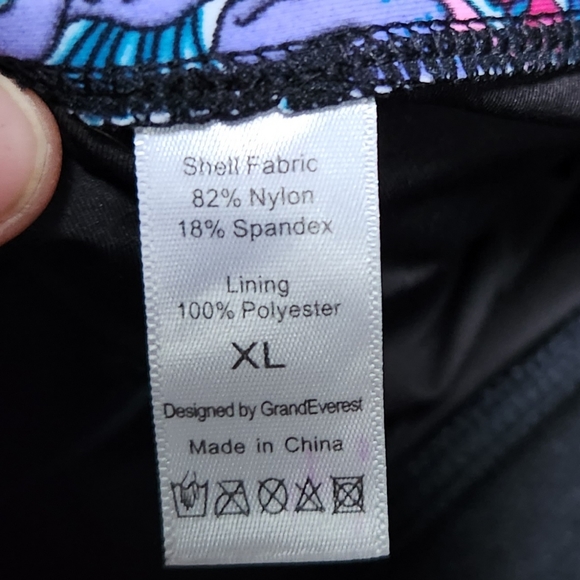 Shell Fabric
82% Nylon
18% Spandex
Lining
100% Polyester
XL
Designed by GrandEverest
Made in China